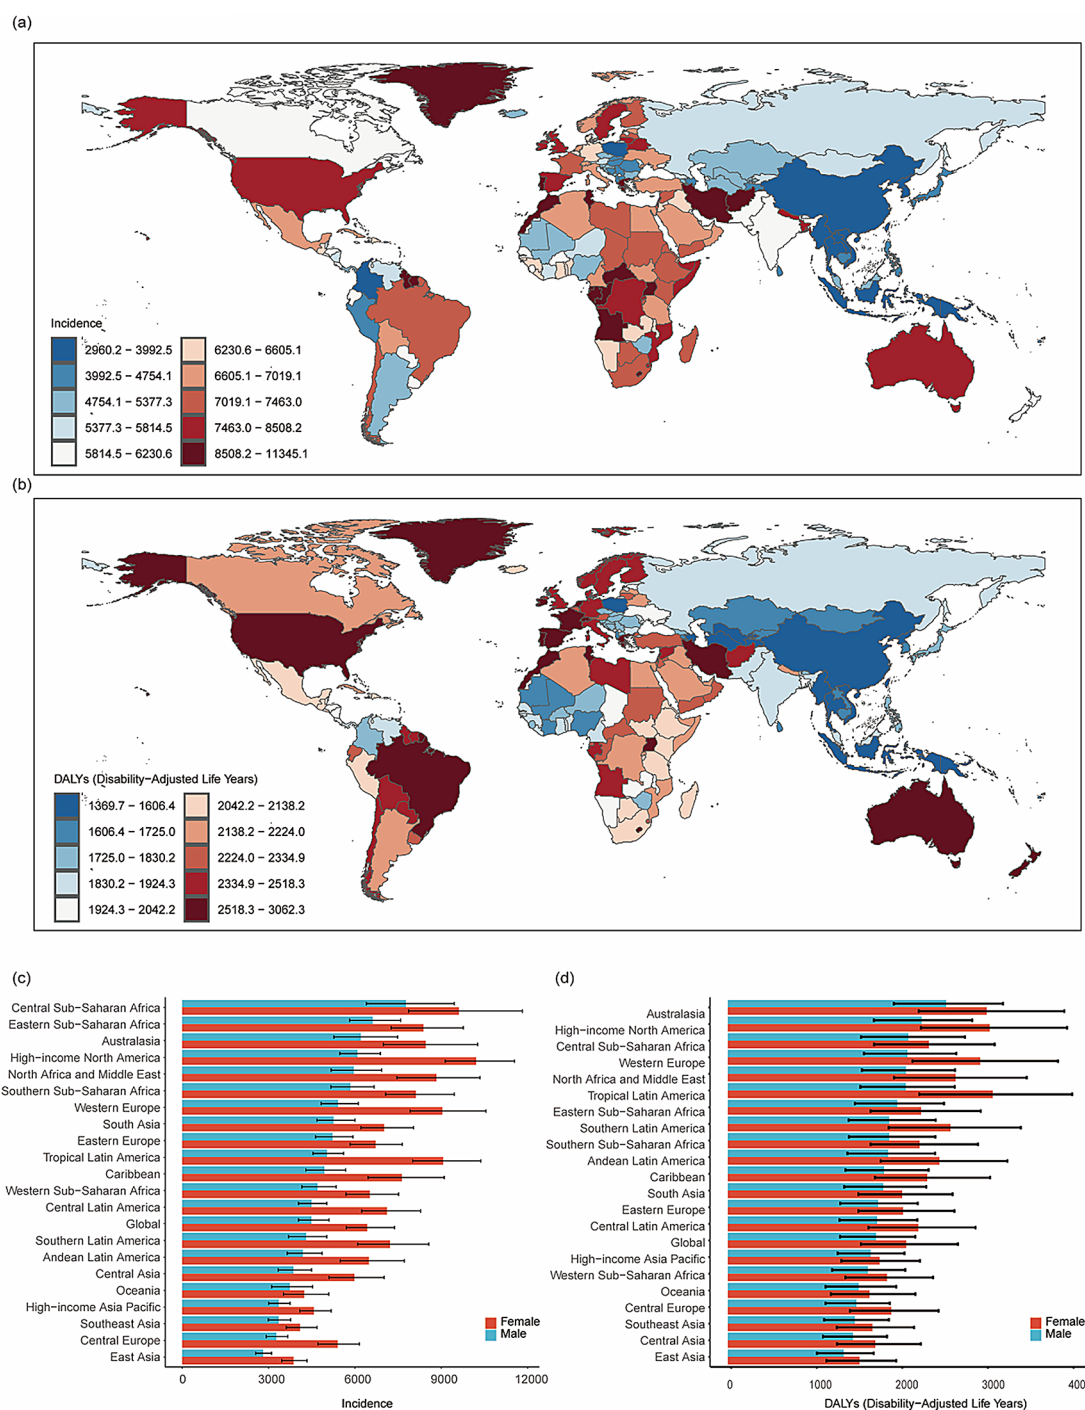 (a)
Incidence
2960.2 − 3992.5
3992.5 − 4754.1
4754.1 − 5377.3
5377.3 − 5814.5
5814.5 − 6230.6
6230.6 − 6605.1
6605.1 − 7019.1
7019.1 − 7463.0
7463.0 − 8508.2
8508.2 − 11345.1
(b)
DALYs (Disability−Adjusted Life Years)
1369.7 − 1606.4
1606.4 − 1725.0
1725.0 − 1830.2
1830.2 − 1924.3
1924.3 − 2042.2
2042.2 − 2138.2
2138.2 − 2224.0
2224.0 − 2334.9
2334.9 − 2518.3
2518.3 − 3062.3
(c)
Central Sub−Saharan Africa
Eastern Sub−Saharan Africa
Australasia
High−income North America
North Africa and Middle East
Southern Sub−Saharan Africa
Western Europe
South Asia
Eastern Europe
Tropical Latin America
Caribbean
Western Sub−Saharan Africa
Central Latin America
Global
Southern Latin America
Andean Latin America
Central Asia
Oceania
High−income Asia Pacific
Southeast Asia
Central Europe
East Asia
Female
Male
0 3000 6000 9000 12000
Incidence
(d)
Australasia
High−income North America
Central Sub−Saharan Africa
Western Europe
North Africa and Middle East
Tropical Latin America
Eastern Sub−Saharan Africa
Southern Latin America
Southern Sub−Saharan Africa
Andean Latin America
Caribbean
South Asia
Eastern Europe
Central Latin America
Global
High−income Asia Pacific
Western Sub−Saharan Africa
Oceania
Central Europe
Southeast Asia
Central Asia
East Asia
Female
Male
0 1000 2000 3000 400
DALYs (Disability−Adjusted Life Years)